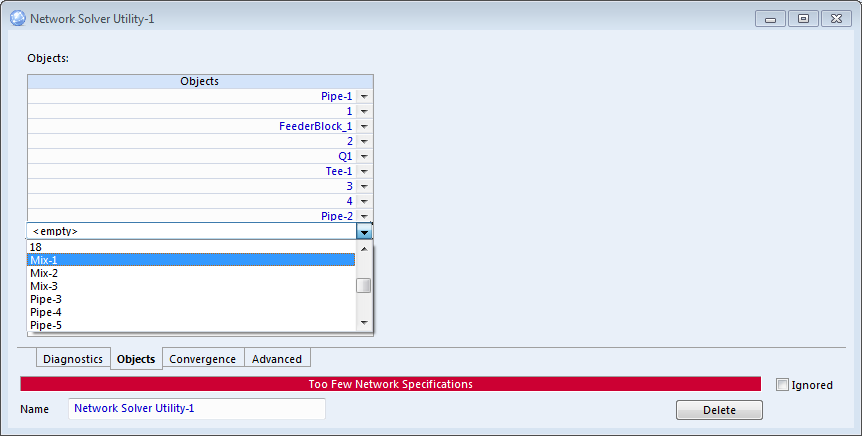 Network Solver Utility-1
Objects:
Objects
Pipe-1
1
FeederBlock_1
2
Q1
Tee-1
3
4
Pipe-2
<empty>
18
Mix-1
Mix-2
Mix-3
Pipe-3
Pipe-4
Pipe-5
Diagnostics Objects Convergence Advanced
Too Few Network Specifications Ignored
Name Network Solver Utility-1 Delete